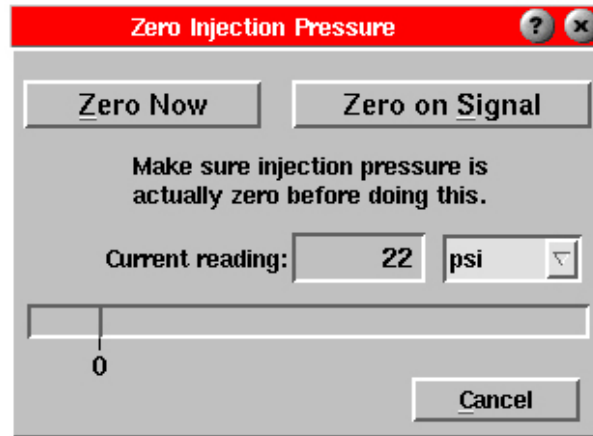 Zero Injection Pressure
?
x
Zero Now
Zero on Signal
Make sure injection pressure is
actually zero before doing this.
Current reading: 22 psi
0
Cancel